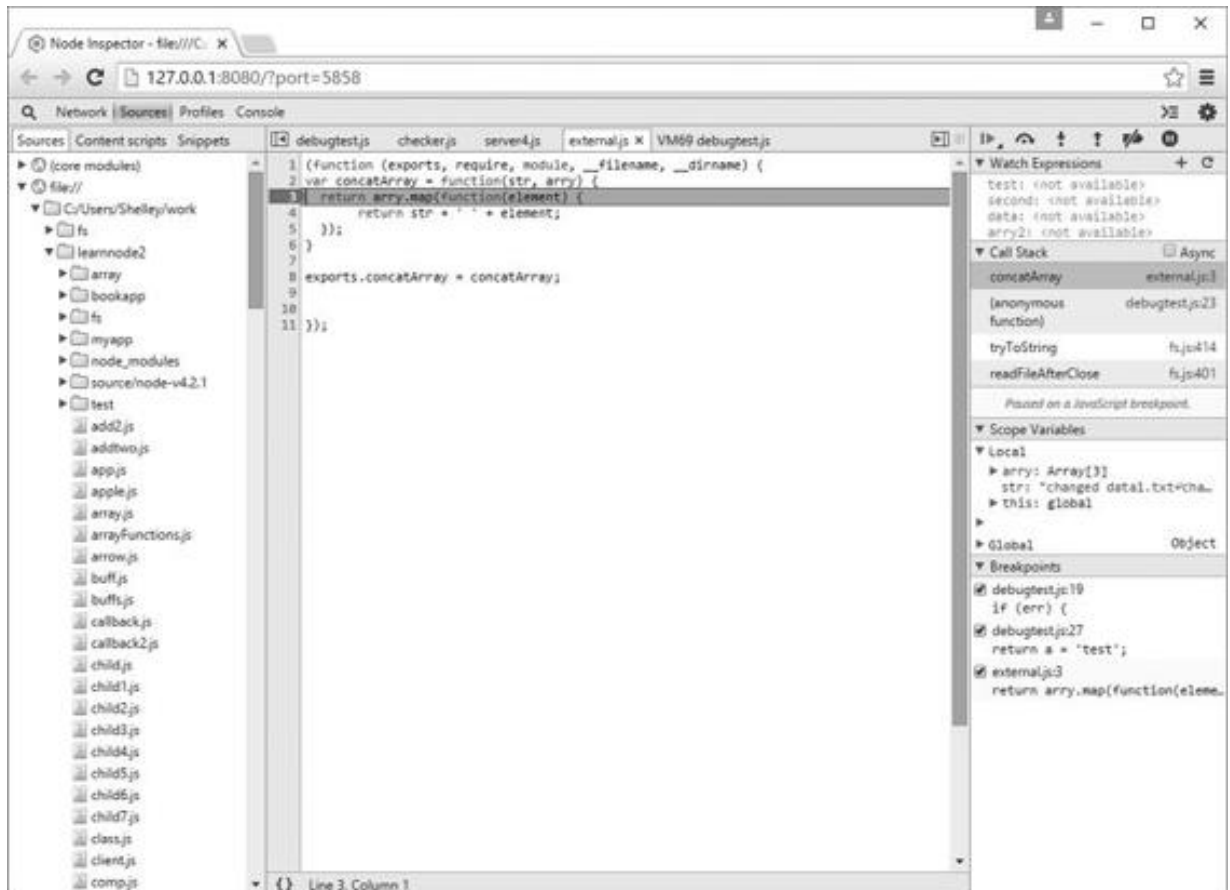 Node Inspector - file:///C:
127.0.0.1:8080/?port=5858
Network Sources Profiles Console
Sources Content scripts Snippets
(core modules)
file://
C:/Users/Shelley/work
fs
learnnode2
array
bookapp
fs
myapp
node_modules
source/node-v4.2.1
test
add2.js
addtwo.js
app.js
apple.js
array.js
arrayFunctions.js
arrow.js
buff.js
buffs.js
callback.js
callback2.js
child.js
child1.js
child2.js
child3.js
child4.js
child5.js
child6.js
child7.js
class.js
client.js
comp.js
debugtest.js checker.js server4.js external.js × VM69 debugtest.js
1 (function (exports, require, module, __filename, __dirname) {
2 var concatArray = function(str, arry) {
3 return arry.map(function(element) {
4 return str + ' ' + element;
5 });
6 }
7
8 exports.concatArray = concatArray;
9
10
11 });
{} Line 3, Column 1
Watch Expressions
test: <not available>
second: <not available>
data: <not available>
arry2: <not available>
Call Stack Async
concatArray external.js:3
(anonymous function) debugtest.js:23
tryToString fs.js:414
readFileAfterClose fs.js:401
Paused on a JavaScript breakpoint.
Scope Variables
Local
arry: Array[3]
str: "changed data1.txt↵cha…
this: global
Global Object
Breakpoints
debugtest.js:19
if (err) {
debugtest.js:27
return a = 'test';
external.js:3
return arry.map(function(eleme…